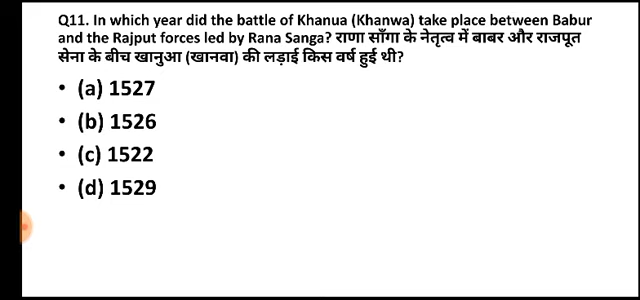 Q11. In which year did the battle of Khanua (Khanwa) take place between Babur
and the Rajput forces led by Rana Sanga? राणा साँगा के नेतृत्व में बाबर और राजपूत
सेना के बीच खानुआ (खानवा) की लड़ाई किस वर्ष हुई थी?
• (a) 1527
• (b) 1526
• (c) 1522
• (d) 1529